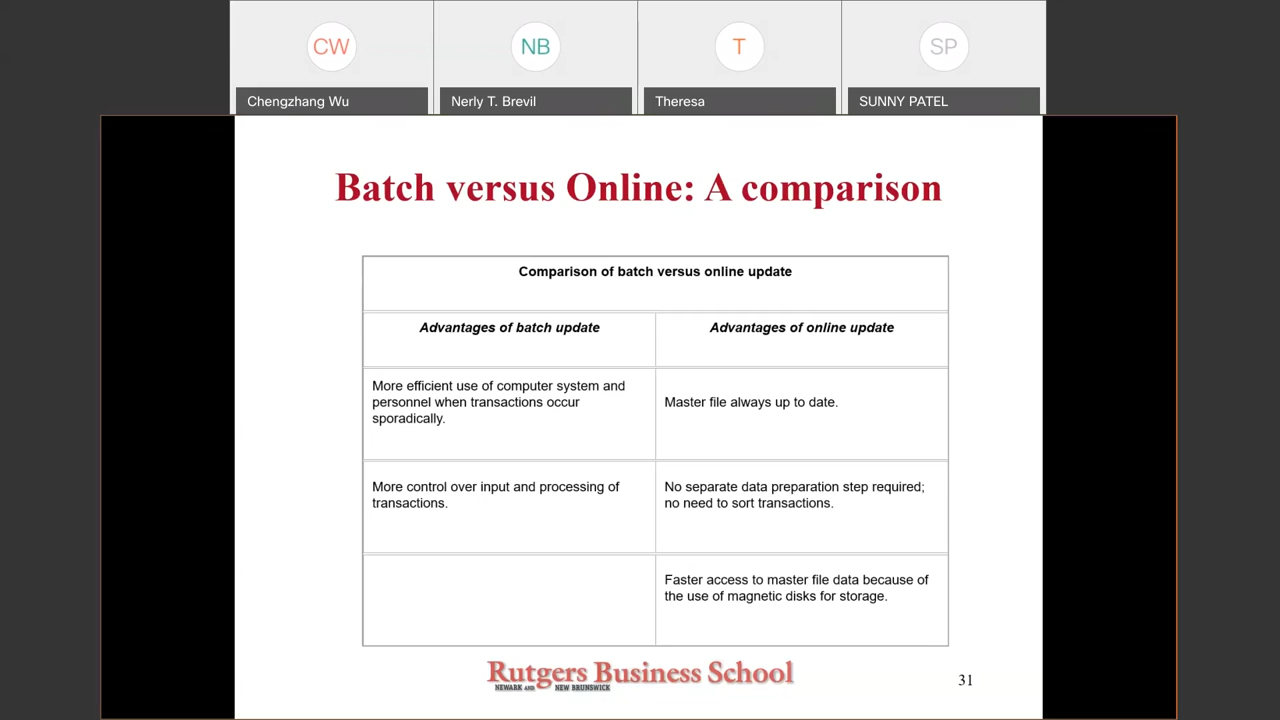 CW
NB
T
SP
Chengzhang Wu
Nerly T. Brevil
Theresa
SUNNY PATEL
Batch versus Online: A comparison
Comparison of batch versus online update
Advantages of batch update
Advantages of online update
More efficient use of computer system and
personnel when transactions occur
sporadically.
Master file always up to date.
More control over input and processing of
transactions.
No separate data preparation step required;
no need to sort transactions.
Faster access to master file data because of
the use of magnetic disks for storage.
Rutgers Business School
NEWARK AND NEW BRUNSWICK
31